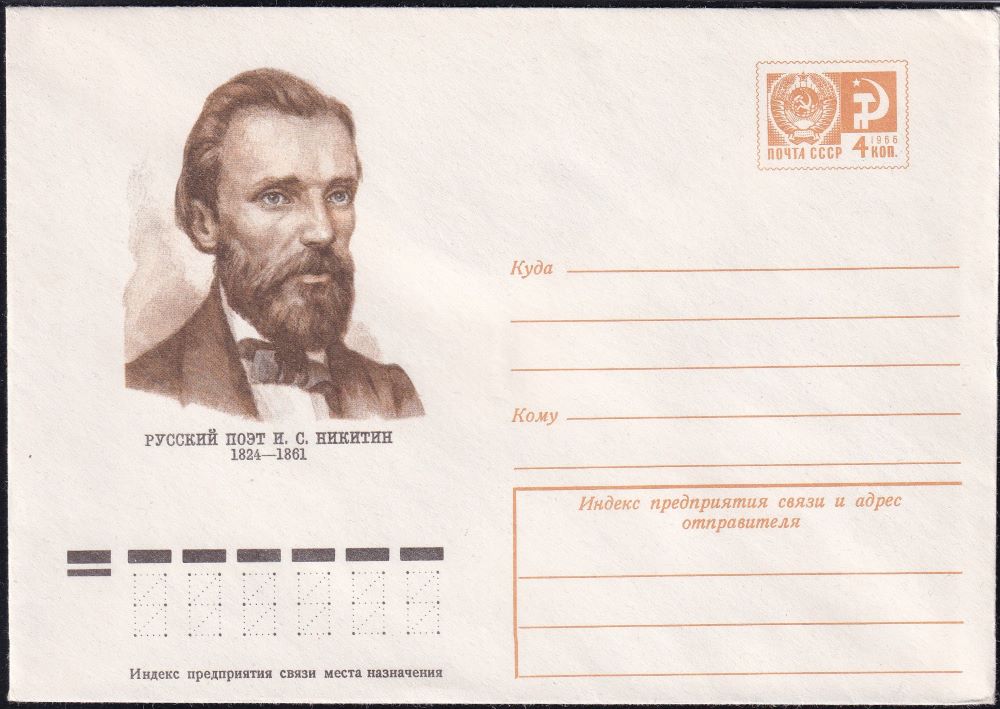 ПОЧТА СССР 4 1966 КОП.
РУССКИЙ ПОЭТ И. С. НИКИТИН
1824—1861
Куда
Кому
Индекс предприятия связи и адрес
отправителя
Индекс предприятия связи места назначения